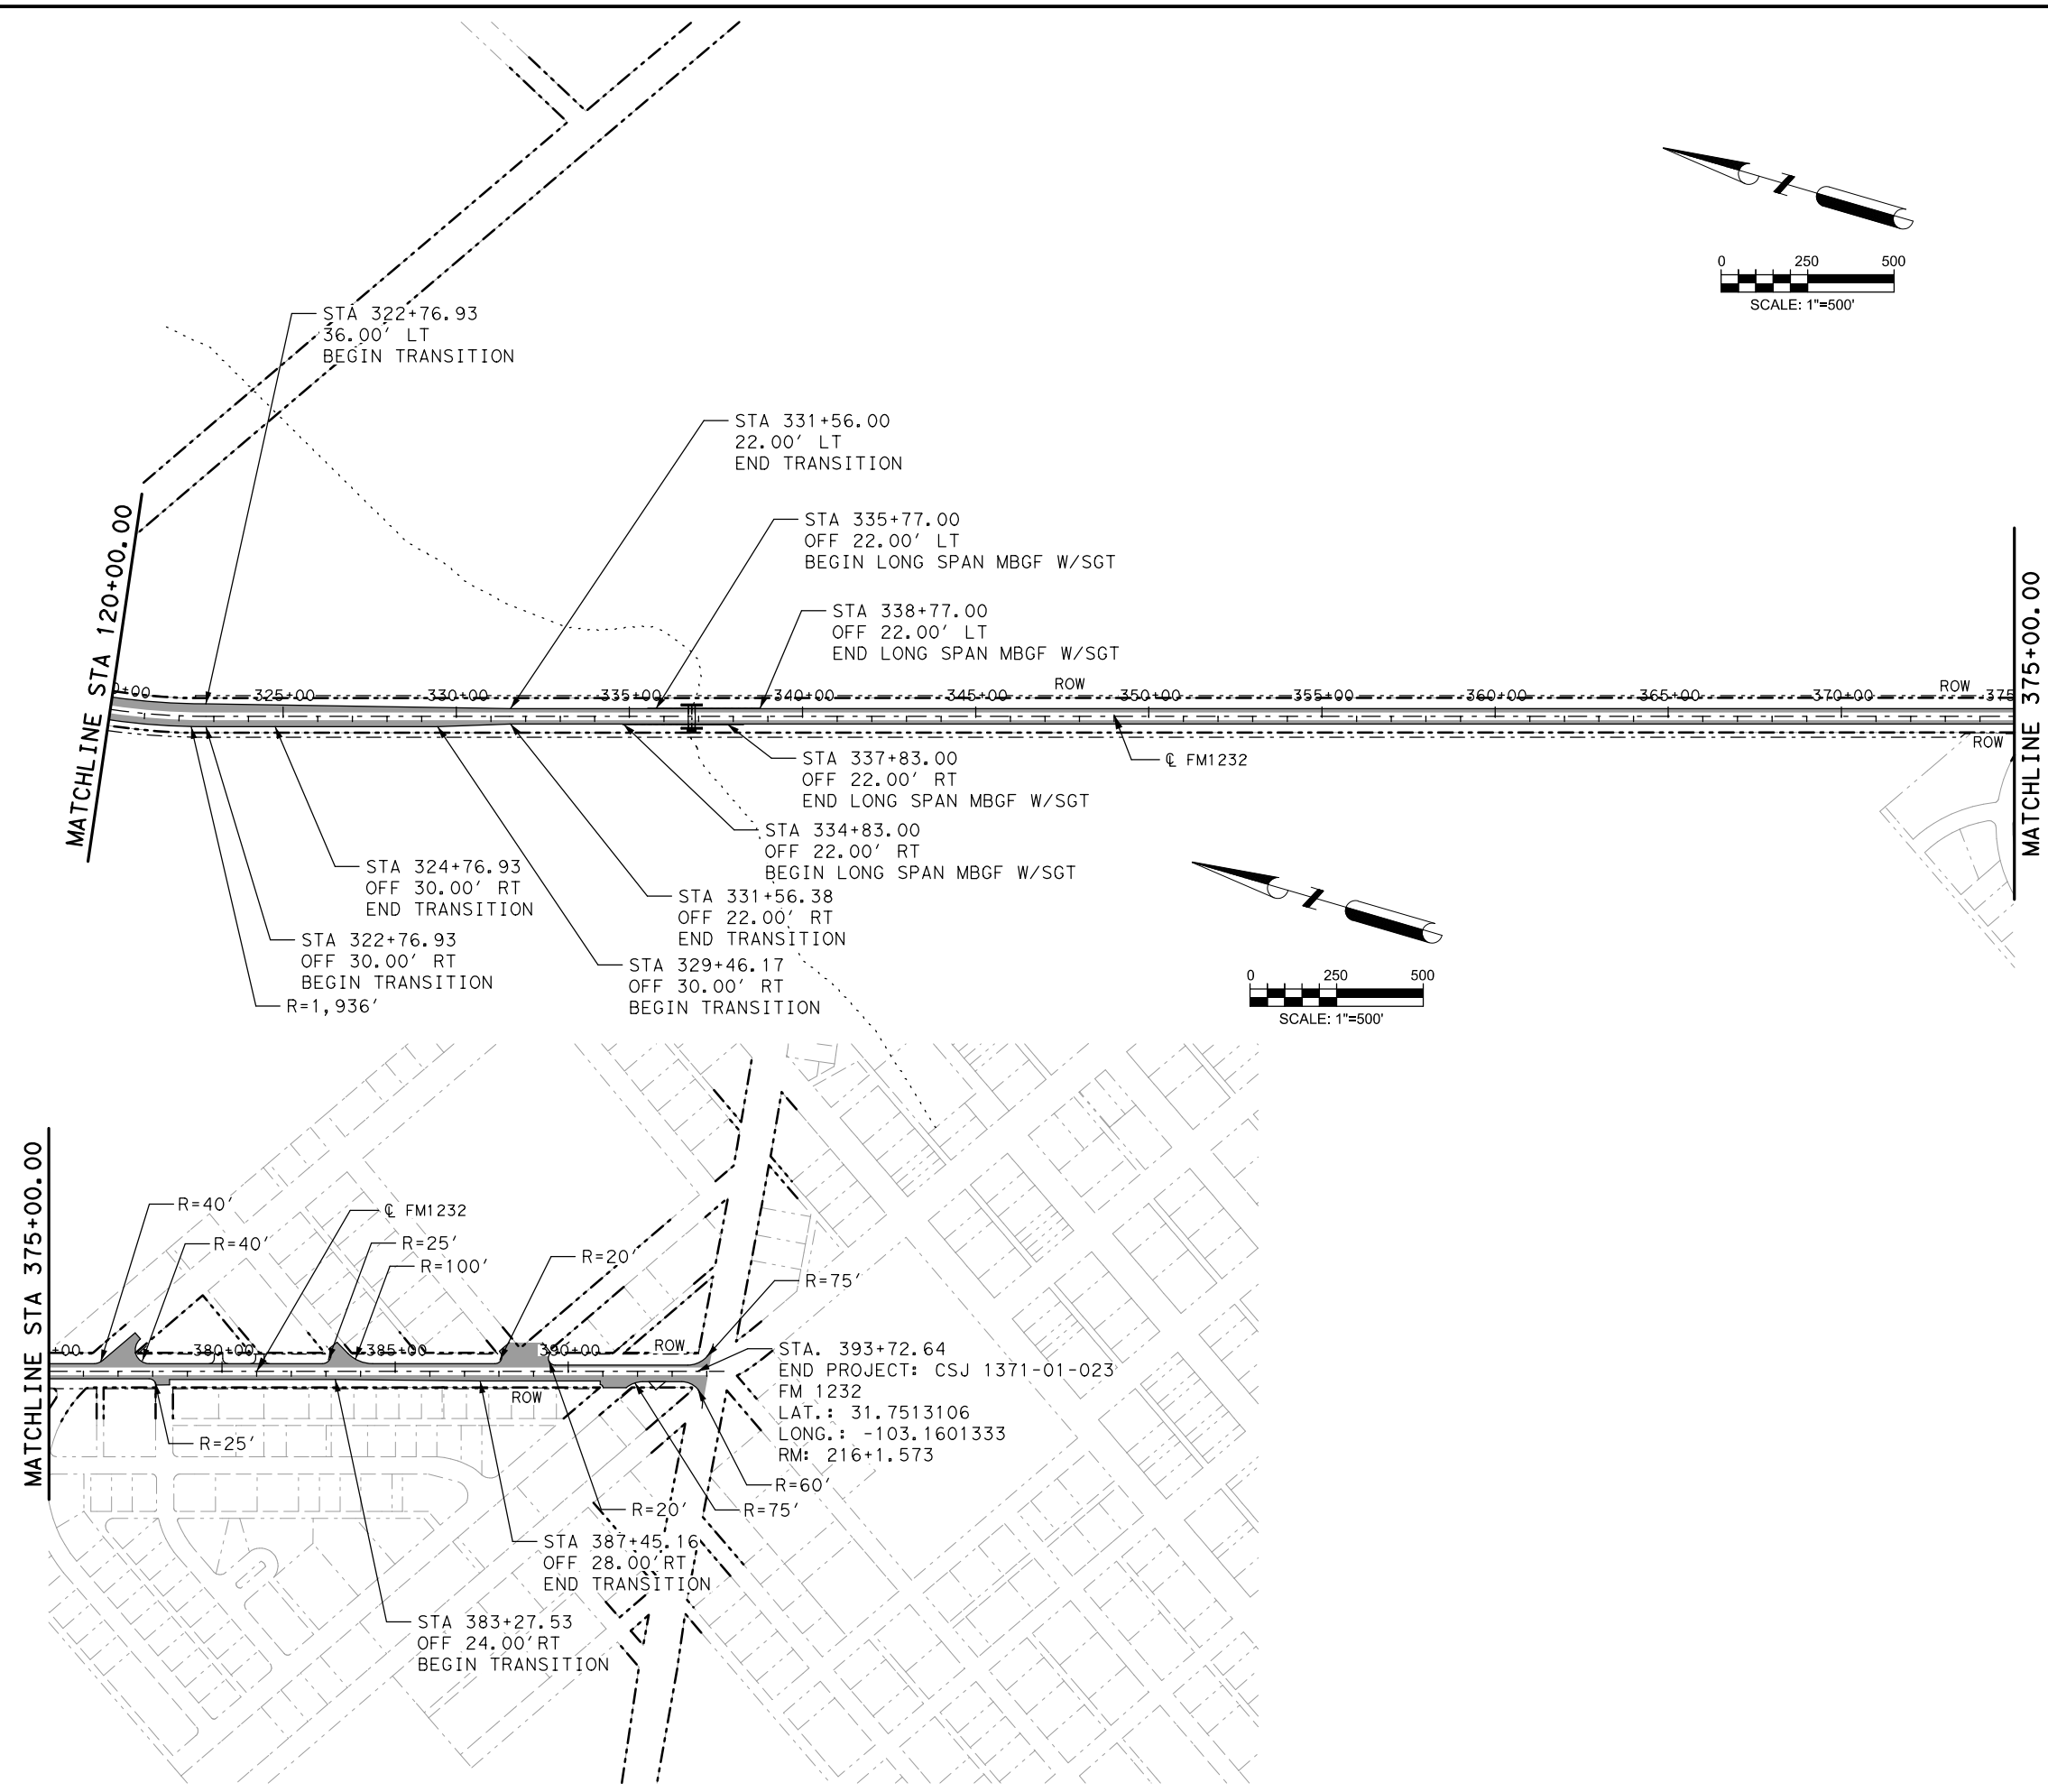 0 250 500
SCALE: 1"=500'
STA 322+76.93
36.00' LT
BEGIN TRANSITION
STA 331+56.00
22.00' LT
END TRANSITION
STA 335+77.00
OFF 22.00' LT
BEGIN LONG SPAN MBGF W/SGT
STA 338+77.00
OFF 22.00' LT
END LONG SPAN MBGF W/SGT
MATCHLINE STA 120+00.00
0+00 325+00 330+00 335+00 340+00 345+00 350+00 355+00 360+00 365+00 370+00 375
ROW
ROW
ROW
MATCHLINE STA 375+00.00
℄ FM1232
STA 337+83.00
OFF 22.00' RT
END LONG SPAN MBGF W/SGT
STA 334+83.00
OFF 22.00' RT
BEGIN LONG SPAN MBGF W/SGT
STA 324+76.93
OFF 30.00' RT
END TRANSITION
STA 331+56.38
OFF 22.00' RT
END TRANSITION
STA 322+76.93
OFF 30.00' RT
BEGIN TRANSITION
STA 329+46.17
OFF 30.00' RT
BEGIN TRANSITION
R=1,936'
0 250 500
SCALE: 1"=500'
MATCHLINE STA 375+00.00
R=40'
℄ FM1232
R=40'
R=25'
R=100'
R=20'
R=75'
+00 380+00 385+00 390+00
ROW
ROW
STA. 393+72.64
END PROJECT: CSJ 1371-01-023
FM 1232
LAT.: 31.7513106
LONG.: -103.1601333
RM: 216+1.573
R=25'
R=60'
R=20'
R=75'
STA 387+45.16
OFF 28.00'RT
END TRANSITION
STA 383+27.53
OFF 24.00'RT
BEGIN TRANSITION